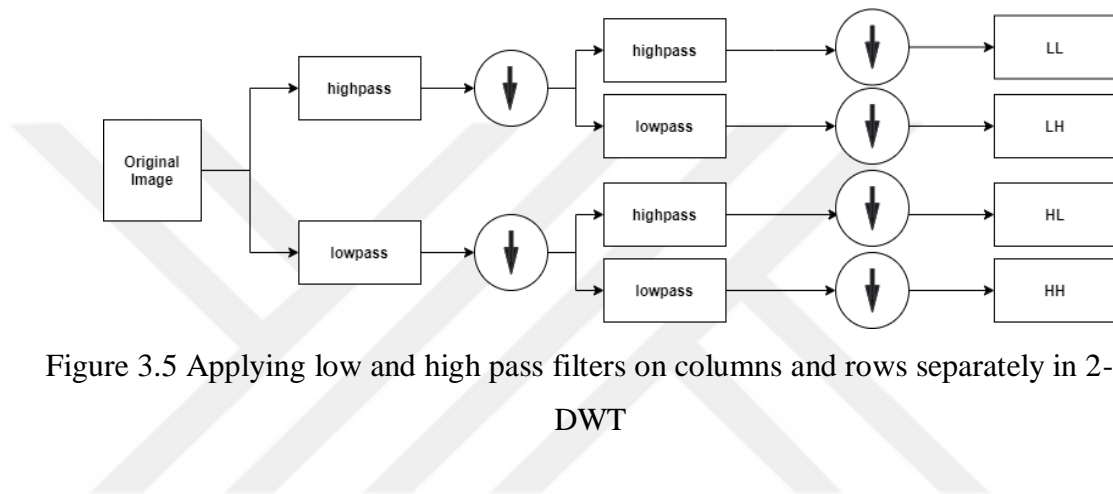 Original
Image
highpass
lowpass
highpass
lowpass
highpass
lowpass
LL
LH
HL
HH
Figure 3.5 Applying low and high pass filters on columns and rows separately in 2-
DWT